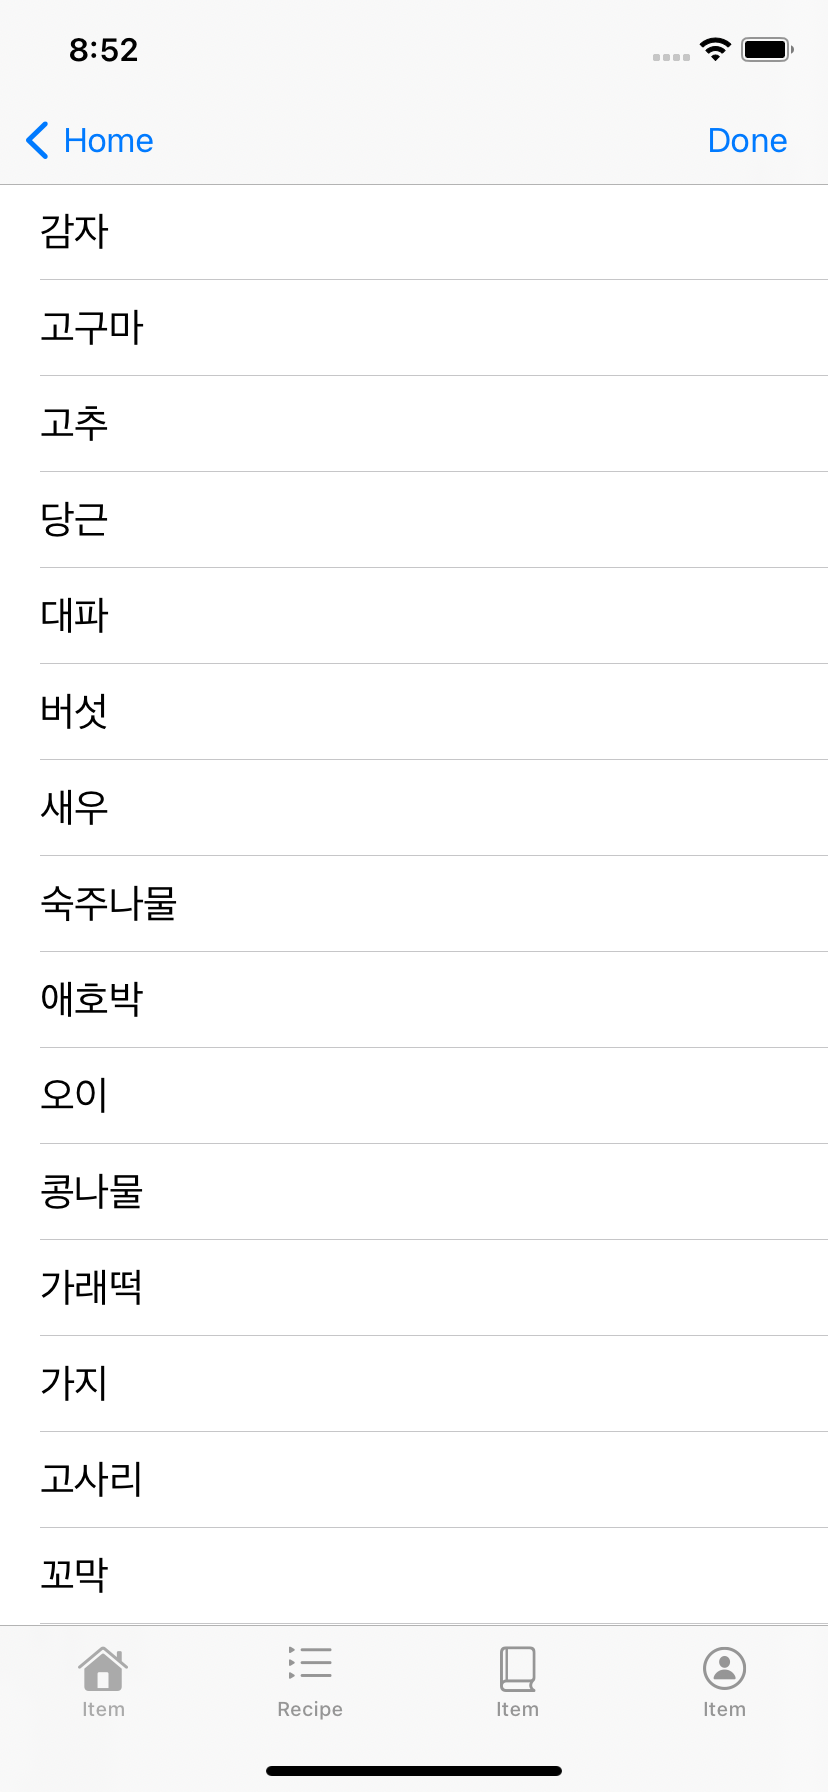 8:52
Home
Done
감자
고구마
고추
당근
대파
버섯
새우
숙주나물
애호박
오이
콩나물
가래떡
가지
고사리
꼬막
Item
Recipe
Item
Item